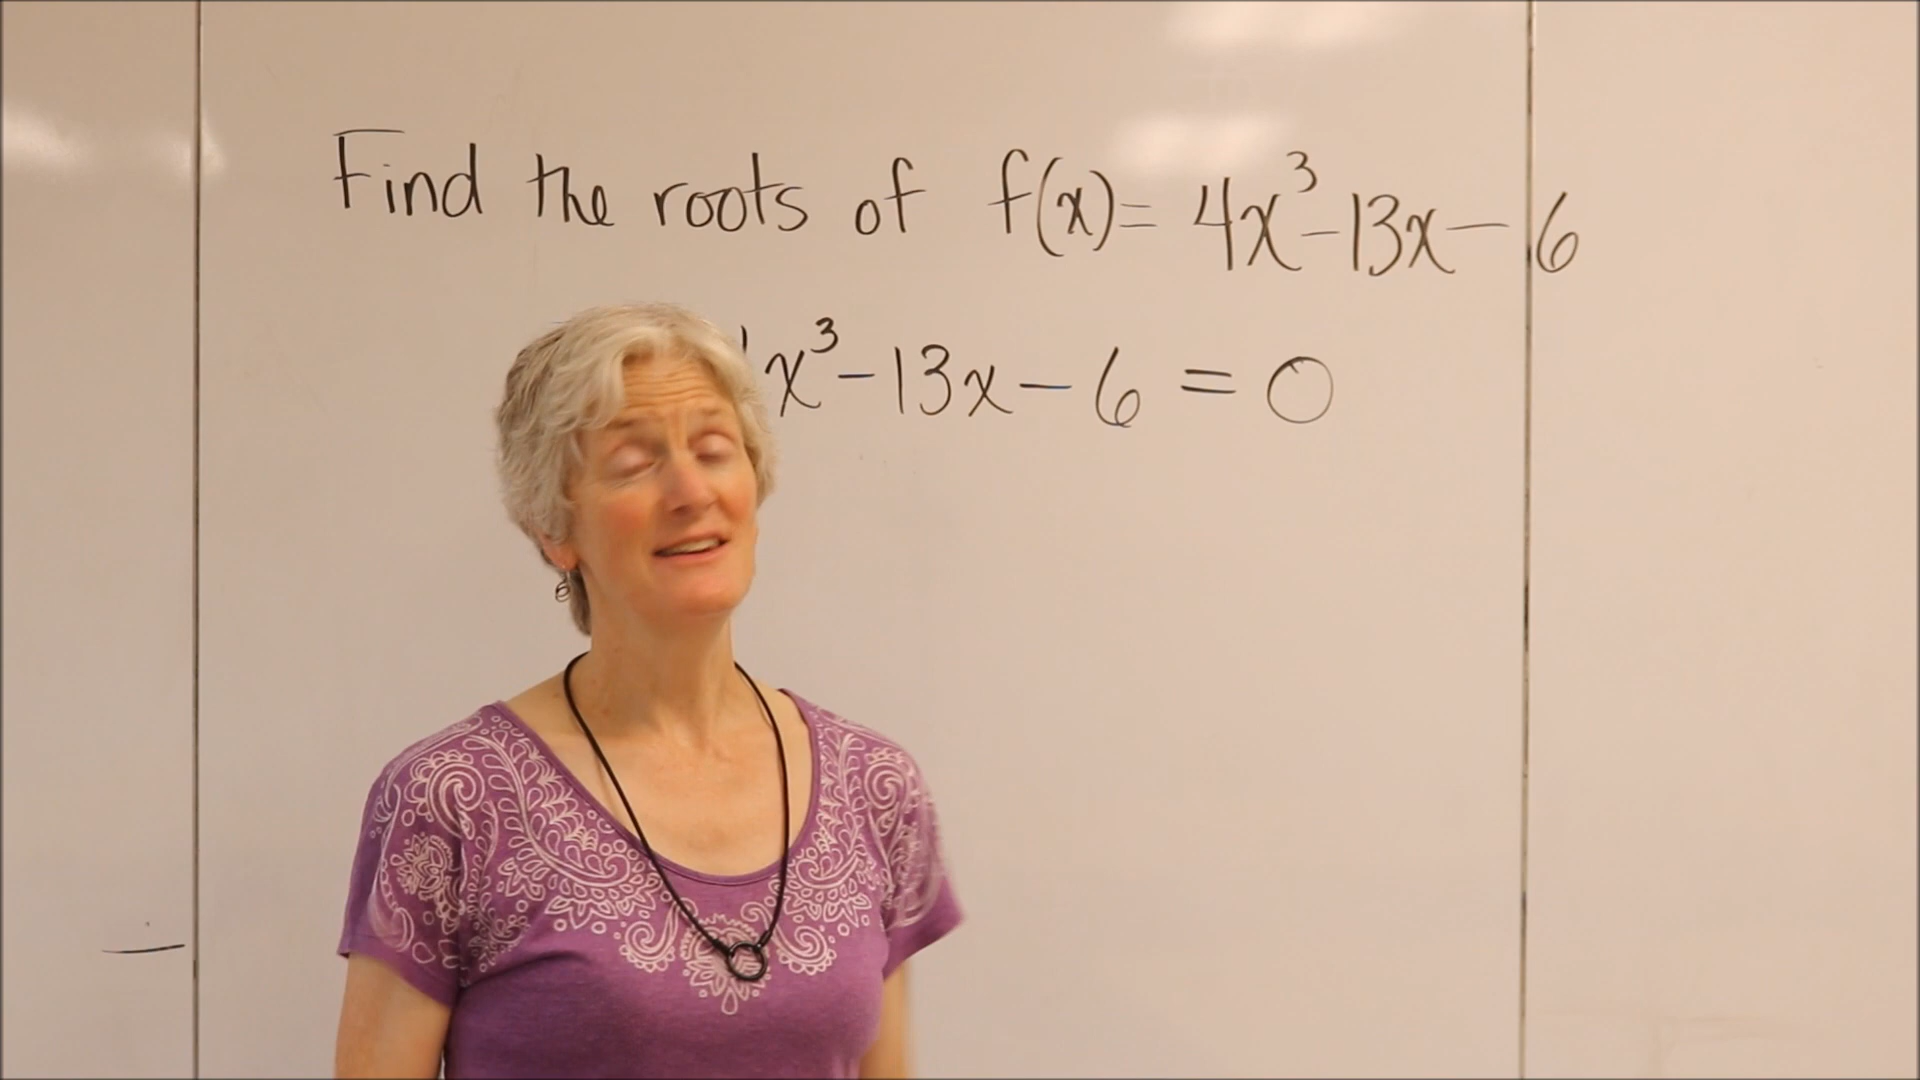 Find the roots of f(x)= 4x³-13x-6
x³-13x-6=0